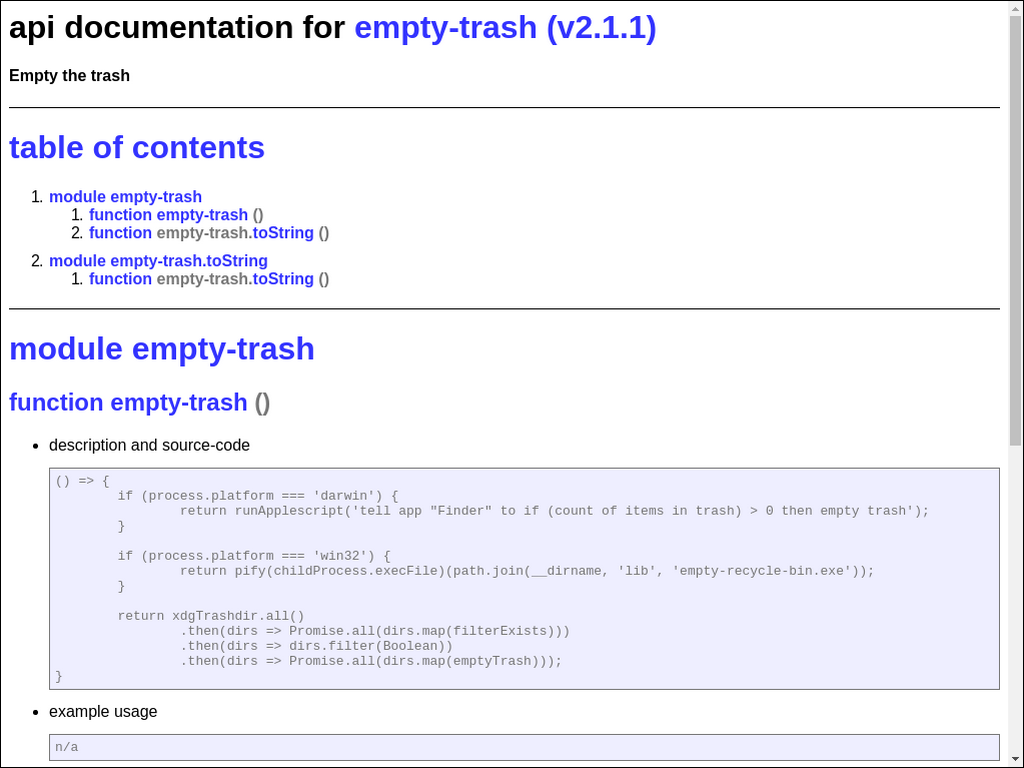 api documentation for empty-trash (v2.1.1)
Empty the trash
table of contents
1. module empty-trash
1. function empty-trash ()
2. function empty-trash.toString ()
2. module empty-trash.toString
1. function empty-trash.toString ()
module empty-trash
function empty-trash ()
• description and source-code
() => {
        if (process.platform === 'darwin') {
                return runApplescript('tell app "Finder" to if (count of items in trash) > 0 then empty trash');
        }
        if (process.platform === 'win32') {
                return pify(childProcess.execFile)(path.join(__dirname, 'lib', 'empty-recycle-bin.exe'));
        }
        return xdgTrashdir.all()
                .then(dirs => Promise.all(dirs.map(filterExists)))
                .then(dirs => dirs.filter(Boolean))
                .then(dirs => Promise.all(dirs.map(emptyTrash)));
}
• example usage
n/a